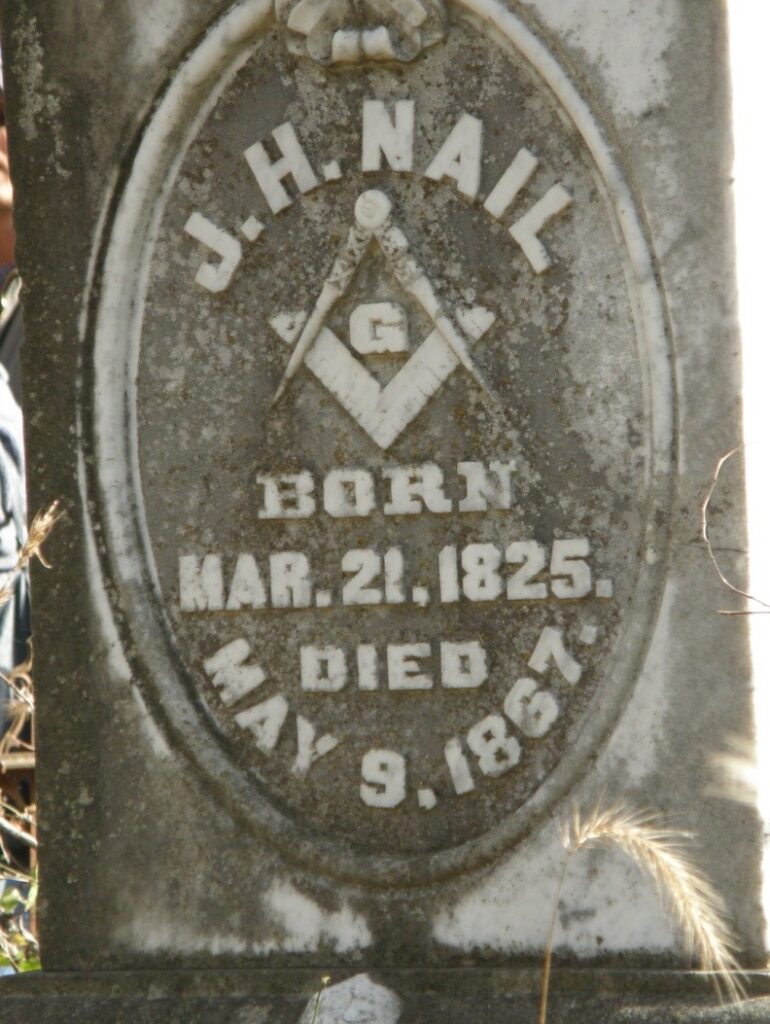 J. H. NAIL
G
BORN
MAR. 21, 1825.
DIED
MAY 9, 1867.